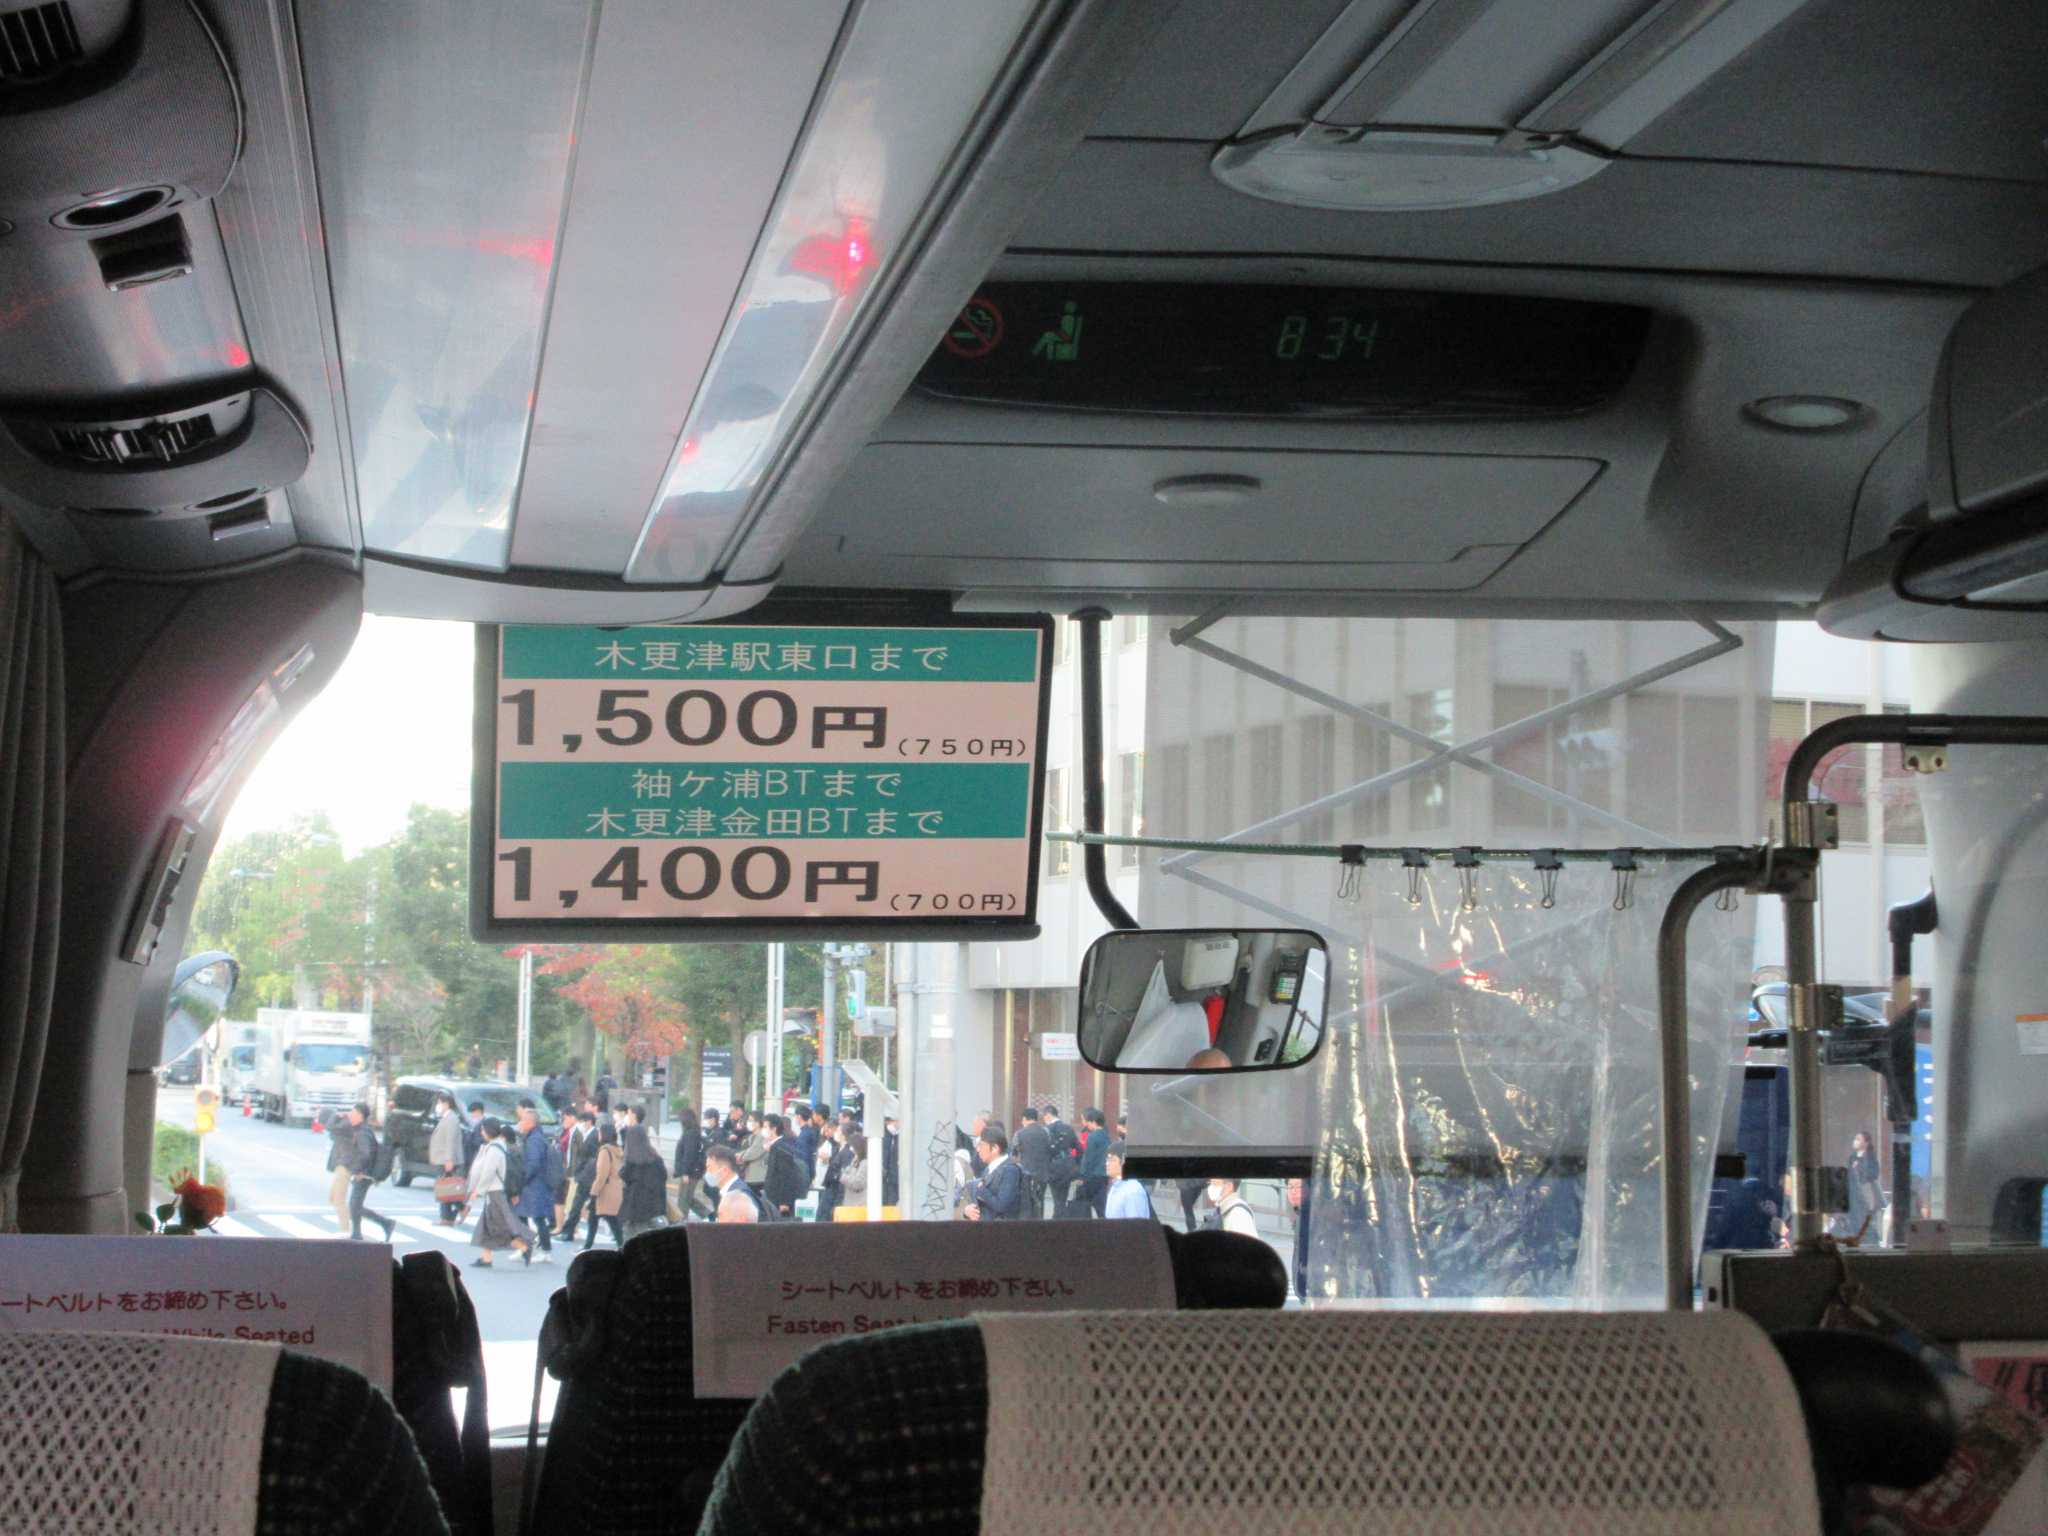 8 34
木更津駅東口まで
1,500円(750円)
袖ケ浦BTまで
木更津金田BTまで
1,400円(700円)
ートベルトをお締め下さい。
While Seated
シートベルトをお締め下さい。
Fasten Seat